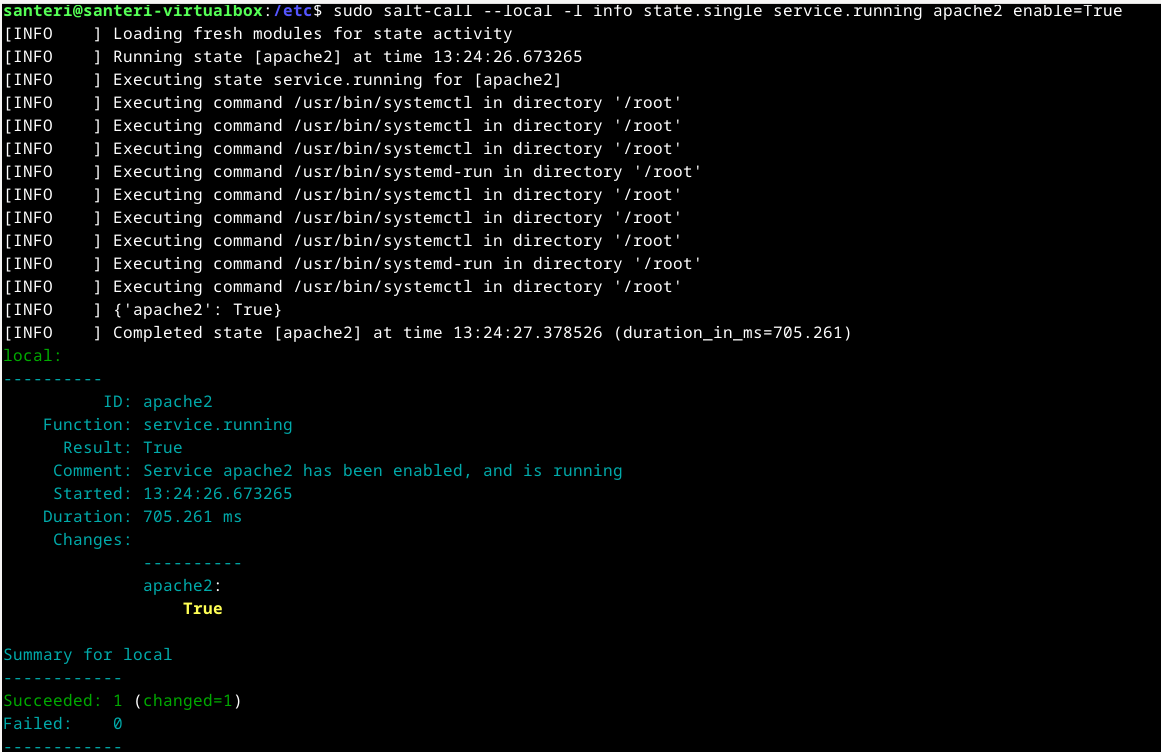 santeri@santeri-virtualbox:/etc$ sudo salt-call --local -l info state.single service.running apache2 enable=True
[INFO    ] Loading fresh modules for state activity
[INFO    ] Running state [apache2] at time 13:24:26.673265
[INFO    ] Executing state service.running for [apache2]
[INFO    ] Executing command /usr/bin/systemctl in directory '/root'
[INFO    ] Executing command /usr/bin/systemctl in directory '/root'
[INFO    ] Executing command /usr/bin/systemctl in directory '/root'
[INFO    ] Executing command /usr/bin/systemd-run in directory '/root'
[INFO    ] Executing command /usr/bin/systemctl in directory '/root'
[INFO    ] Executing command /usr/bin/systemctl in directory '/root'
[INFO    ] Executing command /usr/bin/systemctl in directory '/root'
[INFO    ] Executing command /usr/bin/systemd-run in directory '/root'
[INFO    ] Executing command /usr/bin/systemctl in directory '/root'
[INFO    ] {'apache2': True}
[INFO    ] Completed state [apache2] at time 13:24:27.378526 (duration_in_ms=705.261)
local:
----------
          ID: apache2
    Function: service.running
      Result: True
     Comment: Service apache2 has been enabled, and is running
     Started: 13:24:26.673265
    Duration: 705.261 ms
     Changes:
              ----------
              apache2:
                  True
Summary for local
------------
Succeeded: 1 (changed=1)
Failed:    0
------------